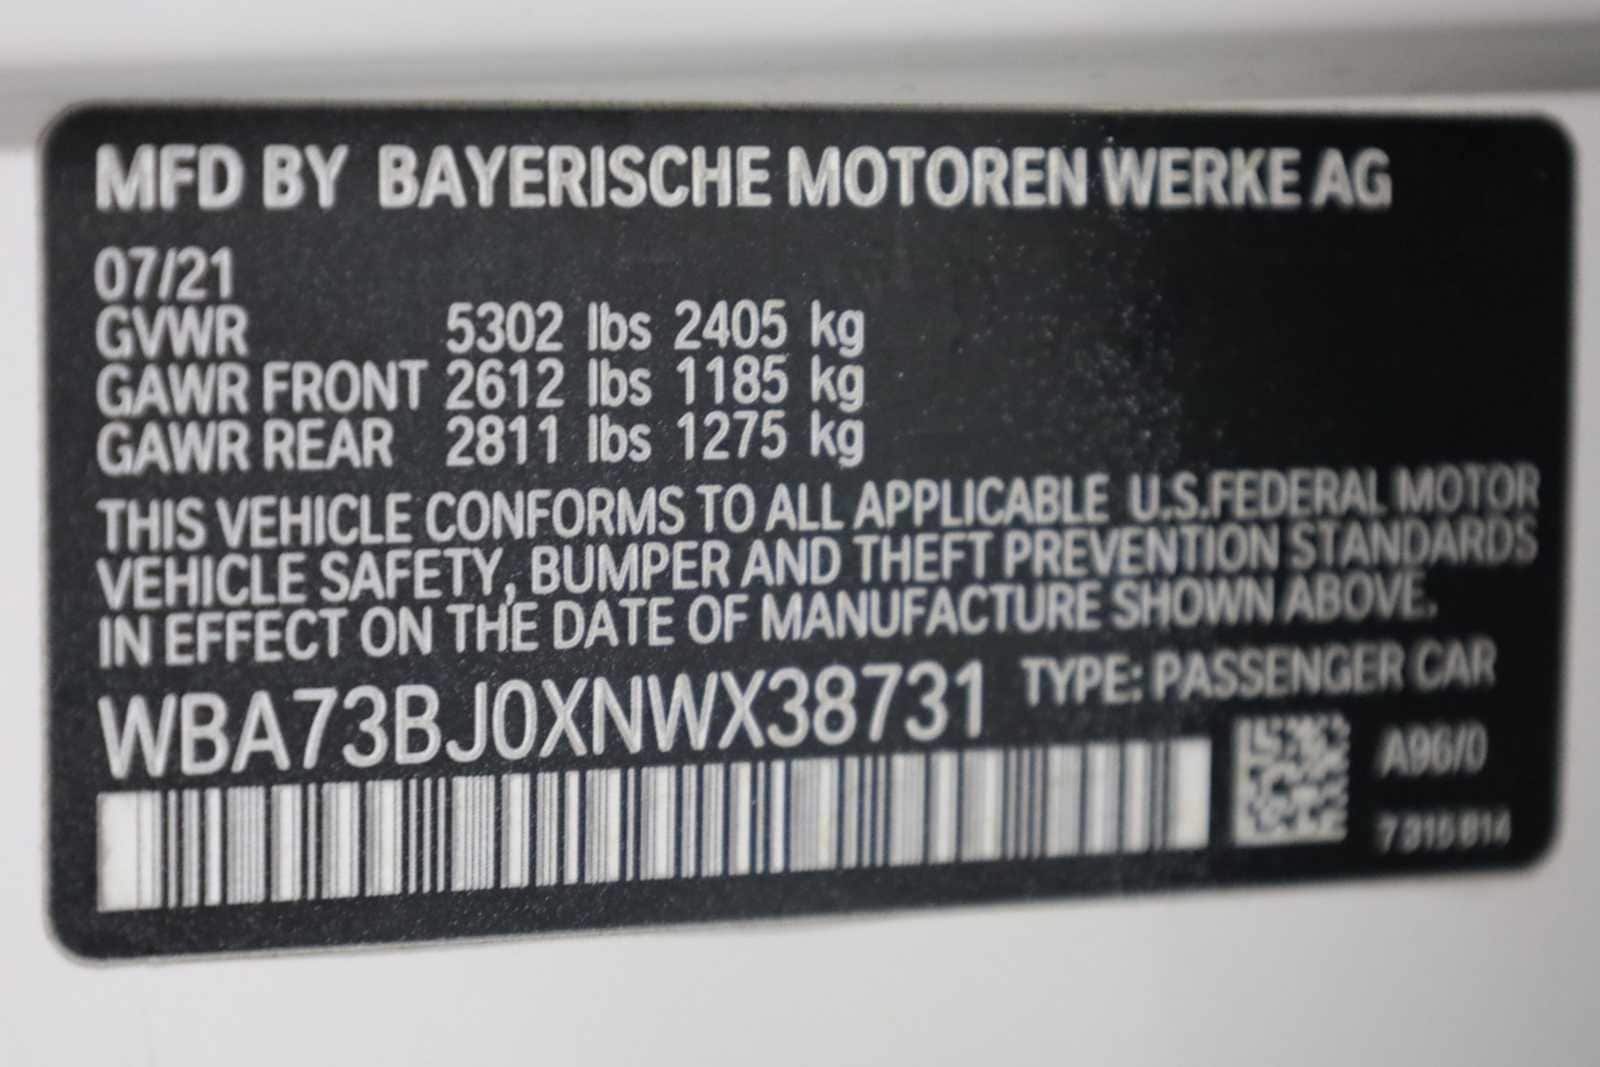 MFD BY BAYERISCHE MOTOREN WERKE AG
07/21
GVWR 5302 lbs 2405 kg
GAWR FRONT 2612 lbs 1185 kg
GAWR REAR 2811 lbs 1275 kg
THIS VEHICLE CONFORMS TO ALL APPLICABLE U.S.FEDERAL MOTOR
VEHICLE SAFETY, BUMPER AND THEFT PREVENTION STANDARDS
IN EFFECT ON THE DATE OF MANUFACTURE SHOWN ABOVE.
WBA73BJ0XNWX38731 TYPE: PASSENGER CAR
A96/0